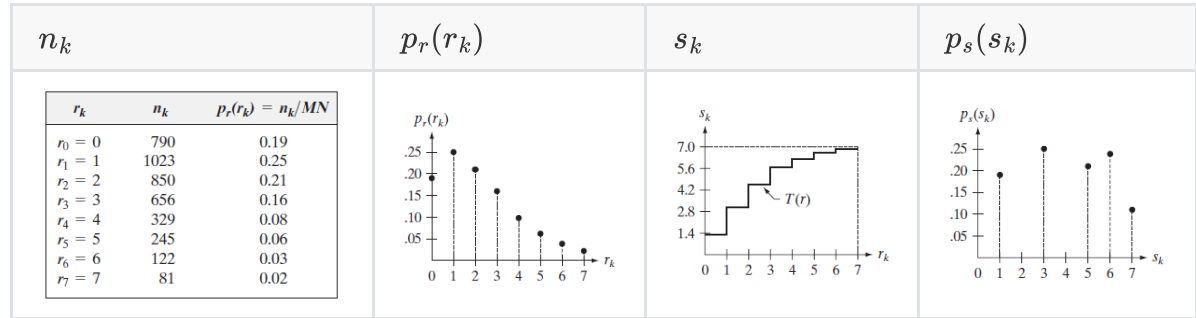 n_k p_r(r_k) s_k p_s(s_k)
r_k n_k p_r(r_k) = n_k/MN
r_0 = 0 790 0.19
r_1 = 1 1023 0.25
r_2 = 2 850 0.21
r_3 = 3 656 0.16
r_4 = 4 329 0.08
r_5 = 5 245 0.06
r_6 = 6 122 0.03
r_7 = 7 81 0.02
p_r(r_k)
.25
.20
.15
.10
.05
r_k
0 1 2 3 4 5 6 7
s_k
7.0
5.6
4.2
T(r)
2.8
1.4
r_k
0 1 2 3 4 5 6 7
p_s(s_k)
.25
.20
.15
.10
.05
s_k
0 1 2 3 4 5 6 7